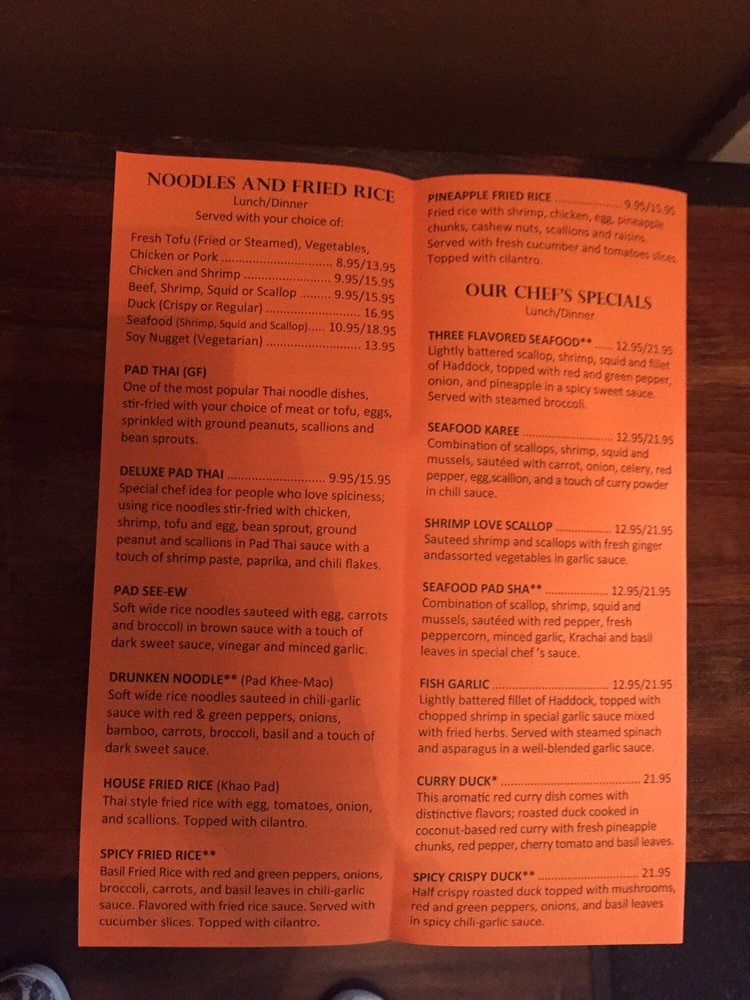 NOODLES AND FRIED RICE
Lunch/Dinner
Served with your choice of:
Fresh Tofu (Fried or Steamed), Vegetables,
Chicken or Pork ................................ 8.95/13.95
Chicken and Shrimp ........................ 9.95/15.95
Beef, Shrimp, Squid or Scallop ......... 9.95/15.95
Duck (Crispy or Regular) ................................ 16.95
Seafood (Shrimp, Squid and Scallop)..... 10.95/18.95
Soy Nugget (Vegetarian) ................................ 13.95
PAD THAI (GF)
One of the most popular Thai noodle dishes,
stir-fried with your choice of meat or tofu, eggs,
sprinkled with ground peanuts, scallions and
bean sprouts.
DELUXE PAD THAI ............................ 9.95/15.95
Special chef idea for people who love spiciness;
using rice noodles stir-fried with chicken,
shrimp, tofu and egg, bean sprout, ground
peanut and scallions in Pad Thai sauce with a
touch of shrimp paste, paprika, and chili flakes.
PAD SEE-EW
Soft wide rice noodles sauteed with egg, carrots
and broccoli in brown sauce with a touch of
dark sweet sauce, vinegar and minced garlic.
DRUNKEN NOODLE** (Pad Khee-Mao)
Soft wide rice noodles sauteed in chili-garlic
sauce with red & green peppers, onions,
bamboo, carrots, broccoli, basil and a touch of
dark sweet sauce.
HOUSE FRIED RICE (Khao Pad)
Thai style fried rice with egg, tomatoes, onion,
and scallions. Topped with cilantro.
SPICY FRIED RICE**
Basil Fried Rice with red and green peppers, onions,
broccoli, carrots, and basil leaves in chili-garlic
sauce. Flavored with fried rice sauce. Served with
cucumber slices. Topped with cilantro.
PINEAPPLE FRIED RICE .................... 9.95/15.95
Fried rice with shrimp, chicken, egg, pineapple
chunks, cashew nuts, scallions and raisins.
Served with fresh cucumber and tomatoes slices.
Topped with cilantro.
OUR CHEF'S SPECIALS
Lunch/Dinner
THREE FLAVORED SEAFOOD** ...... 12.95/21.95
Lightly battered scallop, shrimp, squid and fillet
of Haddock, topped with red and green pepper,
onion, and pineapple in a spicy sweet sauce.
Served with steamed broccoli.
SEAFOOD KAREE ............................ 12.95/21.95
Combination of scallops, shrimp, squid and
mussels, sautéed with carrot, onion, celery, red
pepper, egg,scallion, and a touch of curry powder
in chili sauce.
SHRIMP LOVE SCALLOP ................. 12.95/21.95
Sauteed shrimp and scallops with fresh ginger
andassorted vegetables in garlic sauce.
SEAFOOD PAD SHA** ................... 12.95/21.95
Combination of scallop, shrimp, squid and
mussels, sautéed with red pepper, fresh
peppercorn, minced garlic, Krachai and basil
leaves in special chef 's sauce.
FISH GARLIC .................................... 12.95/21.95
Lightly battered fillet of Haddock, topped with
chopped shrimp in special garlic sauce mixed
with fried herbs. Served with steamed spinach
and asparagus in a well-blended garlic sauce.
CURRY DUCK* ........................................... 21.95
This aromatic red curry dish comes with
distinctive flavors; roasted duck cooked in
coconut-based red curry with fresh pineapple
chunks, red pepper, cherry tomato and basil leaves.
SPICY CRISPY DUCK** ............................... 21.95
Half crispy roasted duck topped with mushrooms,
red and green peppers, onions, and basil leaves
in spicy chili-garlic sauce.